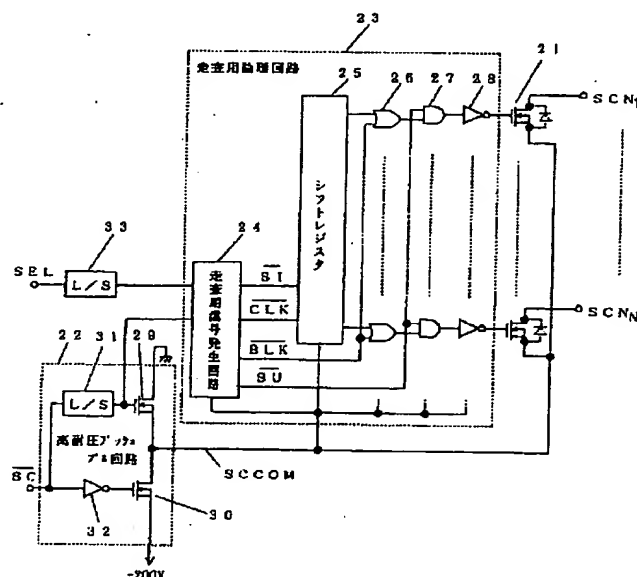 23
走査用論理回路
25
26
27
28
21
SCN1
シフトレジスタ
33
24
SEL
L/S
走査用信号発生回路
SI
CLK
BLK
SU
SCNN
22
31
29
L/S
高耐圧プッシュ
プル回路
SC
SCCOM
32
30
-200V